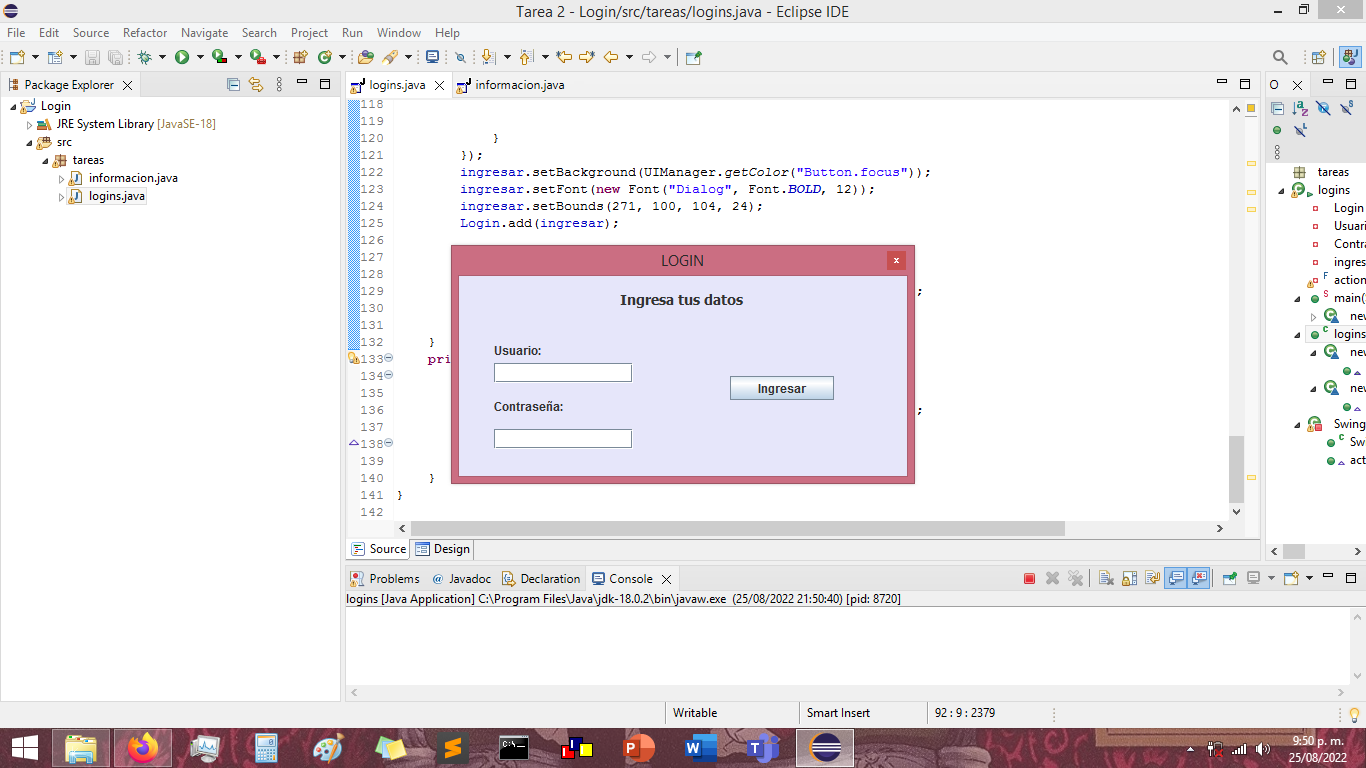 Tarea 2 - Login/src/tareas/logins.java - Eclipse IDE
File Edit Source Refactor Navigate Search Project Run Window Help
Package Explorer
Login
JRE System Library [JavaSE-18]
src
tareas
informacion.java
logins.java
logins.java informacion.java
118
119
120 }
121 });
122 ingresar.setBackground(UIManager.getColor("Button.focus"));
123 ingresar.setFont(new Font("Dialog", Font.BOLD, 12));
124 ingresar.setBounds(271, 100, 104, 24);
125 Login.add(ingresar);
126
127
128
129 ;
130
131
132 }
133 pri
134
135
136 ;
137
138
139
140 }
141 }
142
LOGIN
x
Ingresa tus datos
Usuario:
Contraseña:
Ingresar
Source Design
O
tareas
logins
Login
Usuari
Contra
ingres
action
main(
nev
logins
nev
nev
Swing
Sw
act
Problems Javadoc Declaration Console
logins [Java Application] C:\Program Files\Java\jdk-18.0.2\bin\javaw.exe (25/08/2022 21:50:40) [pid: 8720]
Writable Smart Insert 92 : 9 : 2379
9:50 p. m.
25/08/2022